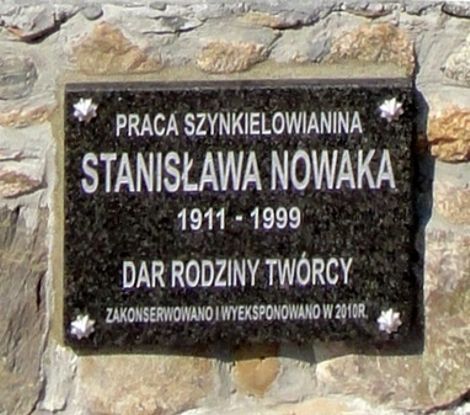 PRACA SZYNKIELOWIANINA
STANISŁAWA NOWAKA
1911 - 1999
DAR RODZINY TWÓRCY
ZAKONSERWOWANO I WYEKSPONOWANO W 2010R.